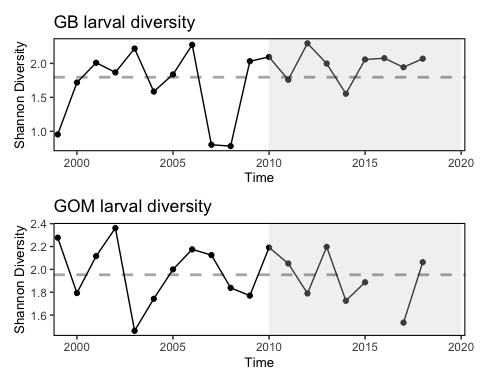 GB larval diversity
Shannon Diversity
2.0
1.5
1.0
2000 2005 2010 2015 2020
Time
GOM larval diversity
Shannon Diversity
2.4
2.2
2.0
1.8
1.6
2000 2005 2010 2015 2020
Time